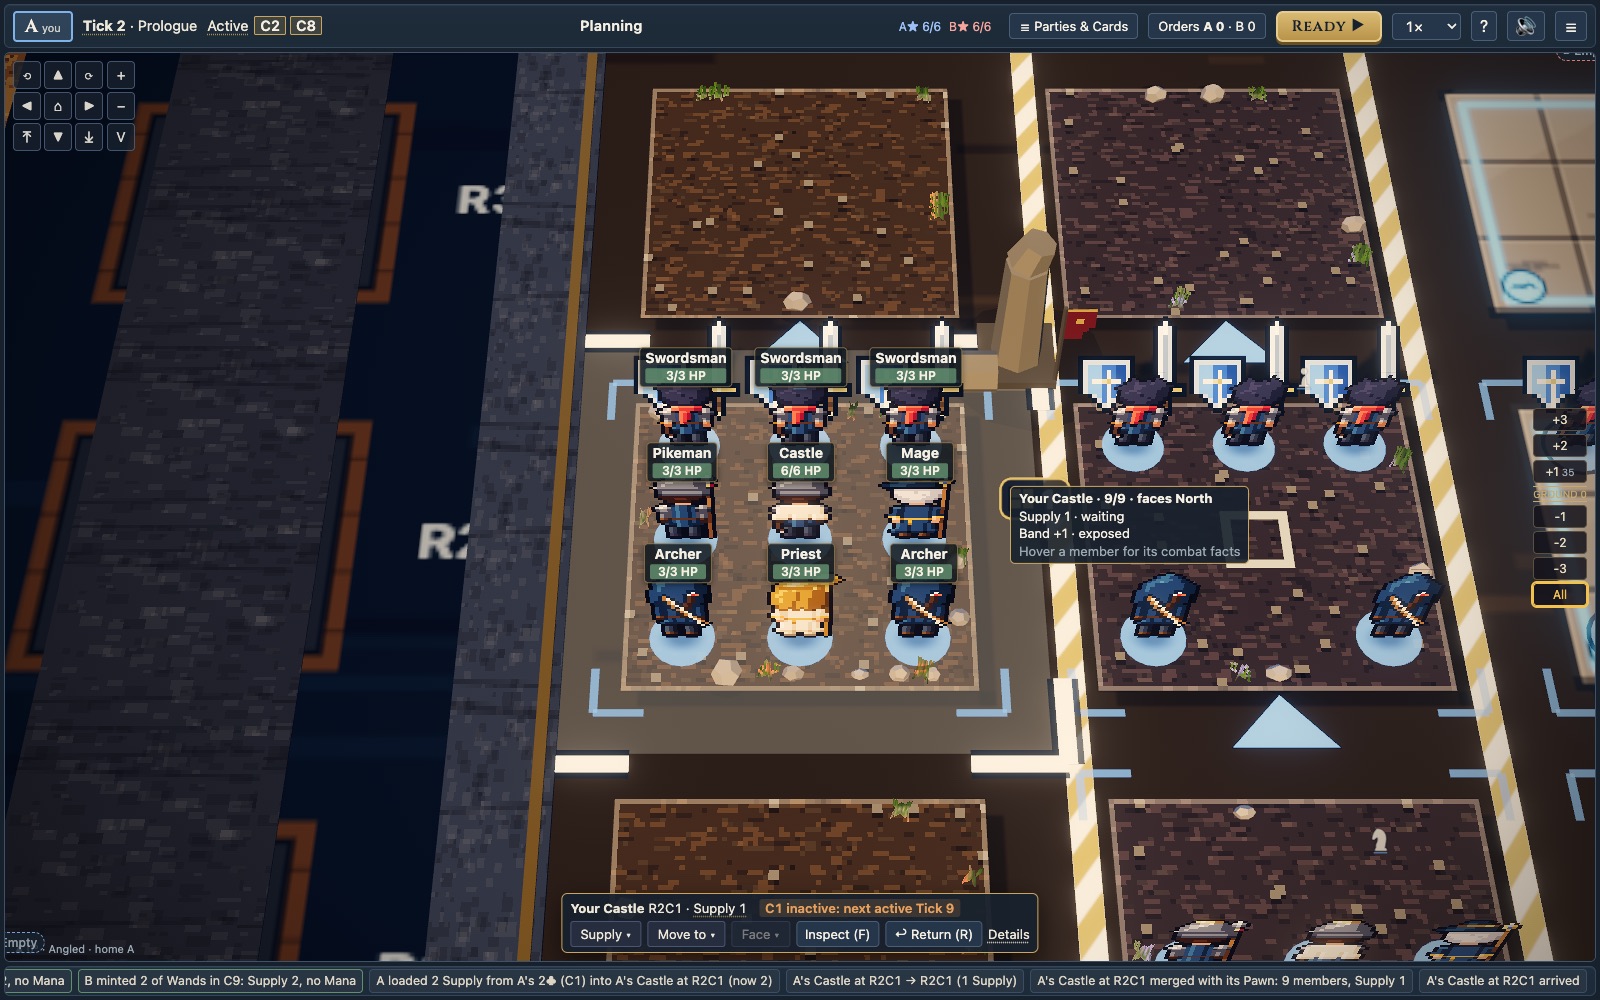 A you
Tick 2 · Prologue Active C2 C8
Planning
A★ 6/6 B★ 6/6
≡ Parties & Cards
Orders A 0 · B 0
READY ▶
1×
?
≡
⟲ ▲ ⟳ +
◀ ⌂ ▶ −
⤒ ▼ ⤓ V
Swordsman
3/3 HP
Swordsman
3/3 HP
Swordsman
3/3 HP
Pikeman
3/3 HP
Castle
6/6 HP
Mage
3/3 HP
Archer
3/3 HP
Priest
3/3 HP
Archer
3/3 HP
Your Castle · 9/9 · faces North
Supply 1 · waiting
Band +1 · exposed
Hover a member for its combat facts
+3
+2
+1 35
GROUND 0
-1
-2
-3
All
Your Castle R2C1 · Supply 1 C1 inactive: next active Tick 9
Supply ▾ Move to ▾ Face ▾ Inspect (F) ↩ Return (R) Details
Empty
Angled · home A
, no Mana
B minted 2 of Wands in C9: Supply 2, no Mana
A loaded 2 Supply from A's 2♣ (C1) into A's Castle at R2C1 (now 2)
A's Castle at R2C1 → R2C1 (1 Supply)
A's Castle at R2C1 merged with its Pawn: 9 members, Supply 1
A's Castle at R2C1 arrived